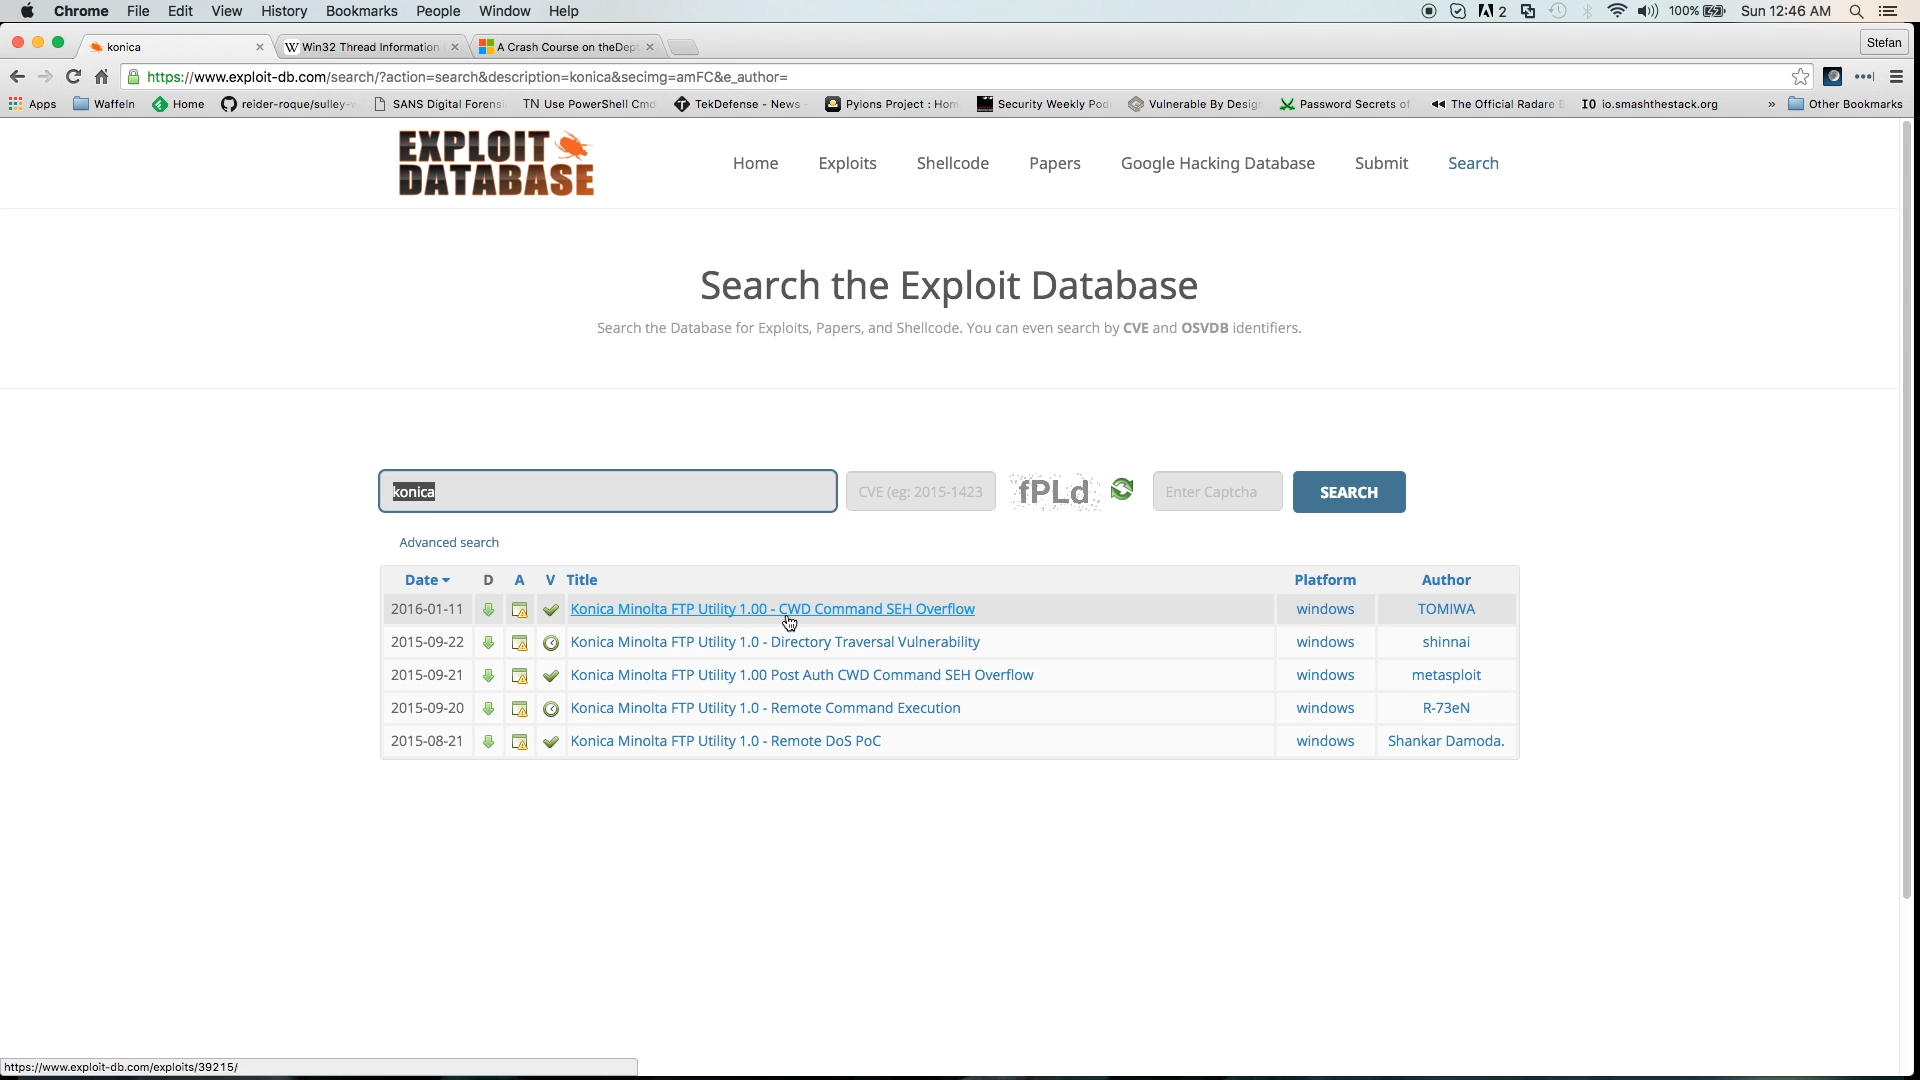 Chrome File Edit View History Bookmarks People Window Help 2 100% Sun 12:46 AM
konica Win32 Thread Information A Crash Course on theDept Stefan
https://www.exploit-db.com/search/?action=search&description=konica&secimg=amFC&e_author=
Apps Waffeln Home reider-roque/sulley- SANS Digital Forensi TN Use PowerShell Cmd TekDefense - News - Pylons Project : Hom Security Weekly Pod Vulnerable By Design Password Secrets of The Official Radare IO io.smashthestack.org » Other Bookmarks
EXPLOIT
DATABASE
Home Exploits Shellcode Papers Google Hacking Database Submit Search
Search the Exploit Database
Search the Database for Exploits, Papers, and Shellcode. You can even search by CVE and OSVDB identifiers.
konica CVE (eg: 2015-1423 fPLd Enter Captcha SEARCH
Advanced search
Date D A V Title Platform Author
2016-01-11 Konica Minolta FTP Utility 1.00 - CWD Command SEH Overflow windows TOMIWA
2015-09-22 Konica Minolta FTP Utility 1.0 - Directory Traversal Vulnerability windows shinnai
2015-09-21 Konica Minolta FTP Utility 1.00 Post Auth CWD Command SEH Overflow windows metasploit
2015-09-20 Konica Minolta FTP Utility 1.0 - Remote Command Execution windows R-73eN
2015-08-21 Konica Minolta FTP Utility 1.0 - Remote DoS PoC windows Shankar Damoda.
https://www.exploit-db.com/exploits/39215/